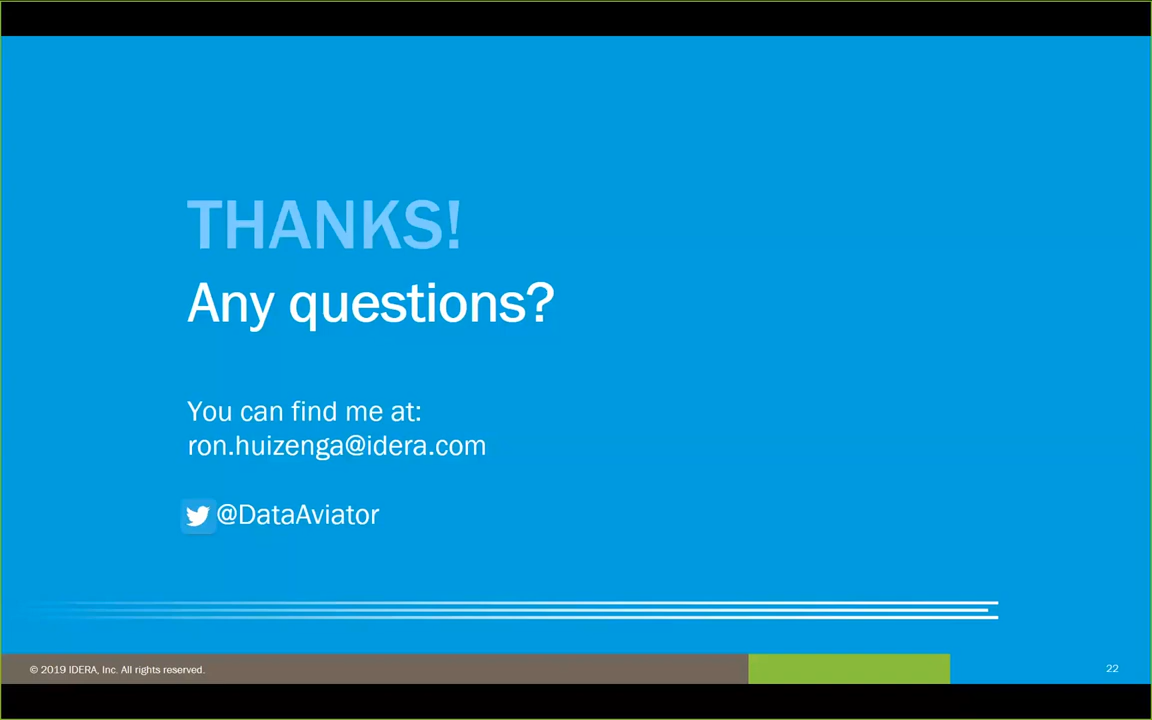 THANKS!
Any questions?
You can find me at:
ron.huizenga@idera.com
@DataAviator
© 2019 IDERA, Inc. All rights reserved.
22